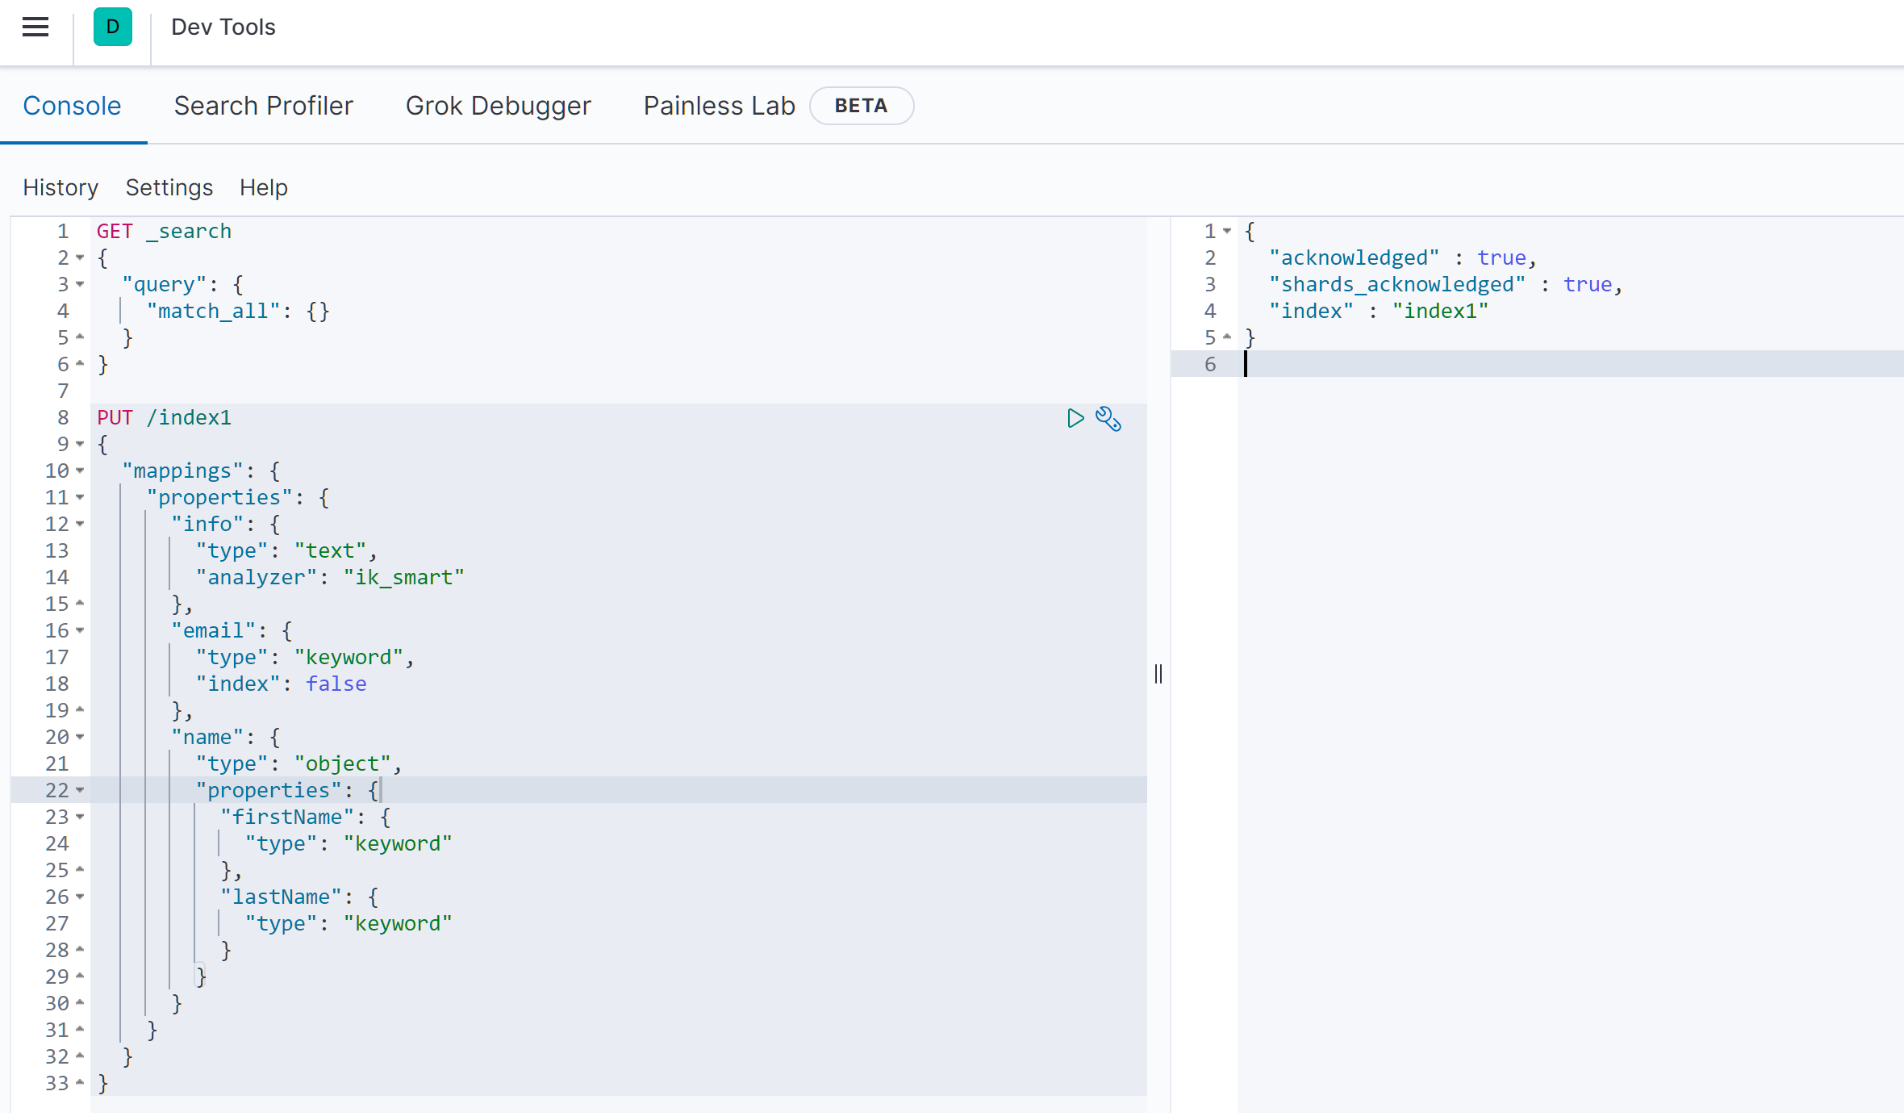 D Dev Tools
Console Search Profiler Grok Debugger Painless Lab BETA
History Settings Help
1 GET _search
2 {
3   "query": {
4     "match_all": {}
5   }
6 }
7
8 PUT /index1
9 {
10   "mappings": {
11     "properties": {
12       "info": {
13         "type": "text",
14         "analyzer": "ik_smart"
15       },
16       "email": {
17         "type": "keyword",
18         "index": false
19       },
20       "name": {
21         "type": "object",
22         "properties": {
23           "firstName": {
24             "type": "keyword"
25           },
26           "lastName": {
27             "type": "keyword"
28           }
29         }
30       }
31     }
32   }
33 }
1 {
2   "acknowledged" : true,
3   "shards_acknowledged" : true,
4   "index" : "index1"
5 }
6